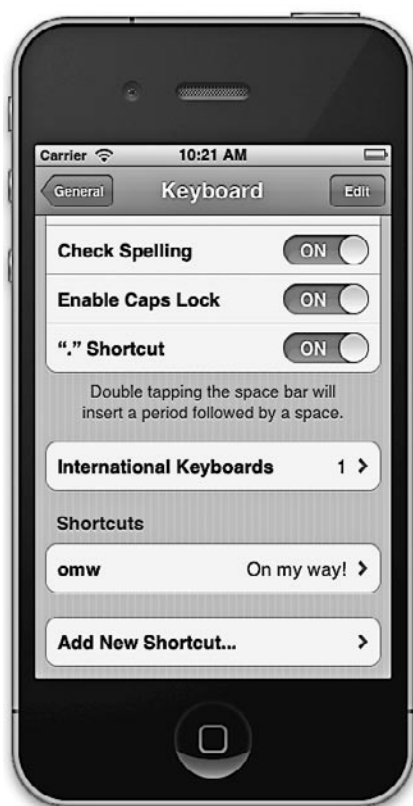 Carrier 10:21 AM
General Keyboard Edit
Check Spelling ON
Enable Caps Lock ON
“.” Shortcut ON
Double tapping the space bar will
insert a period followed by a space.
International Keyboards 1 >
Shortcuts
omw On my way! >
Add New Shortcut... >